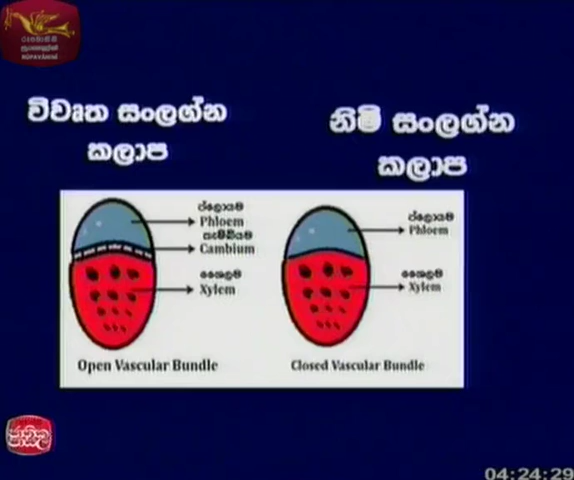 විවෘත සංලග්න
කලාප
නිමි සංලග්න
කලාප
ප්ලොයම
Phloem
කැම්බියම
Cambium
ශෛලම
Xylem
Open Vascular Bundle
ප්ලොයම
Phloem
ශෛලම
Xylem
Closed Vascular Bundle
RUPAVAHINI
04:24:29